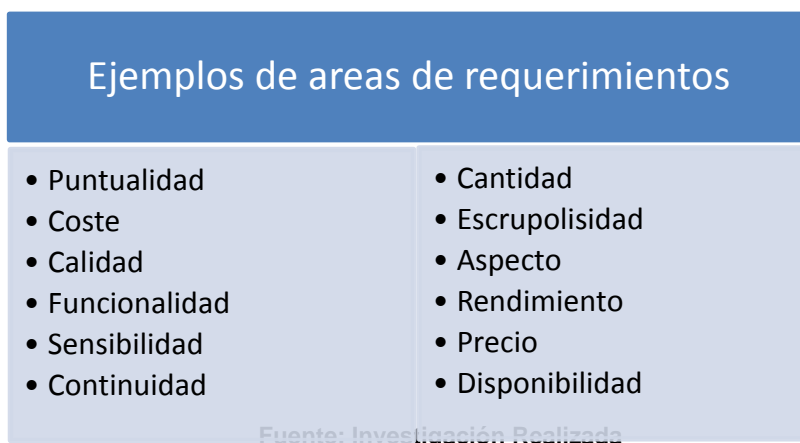 Ejemplos de areas de requerimientos
• Puntualidad
• Coste
• Calidad
• Funcionalidad
• Sensibilidad
• Continuidad
• Cantidad
• Escrupolisidad
• Aspecto
• Rendimiento
• Precio
• Disponibilidad
Fuente: Investigación Realizada